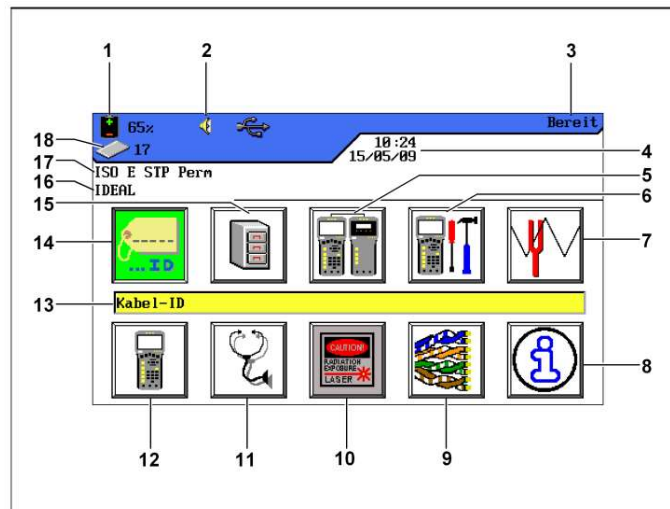 1
2
3
65%
Bereit
18
17
10:24
4
15/05/09
17
ISO E STP Perm
5
16
IDEAL
6
15
14
...ID
7
13
Kabel-ID
CAUTION!
RADIATION
EXPOSURE
LASER
8
12
11
10
9